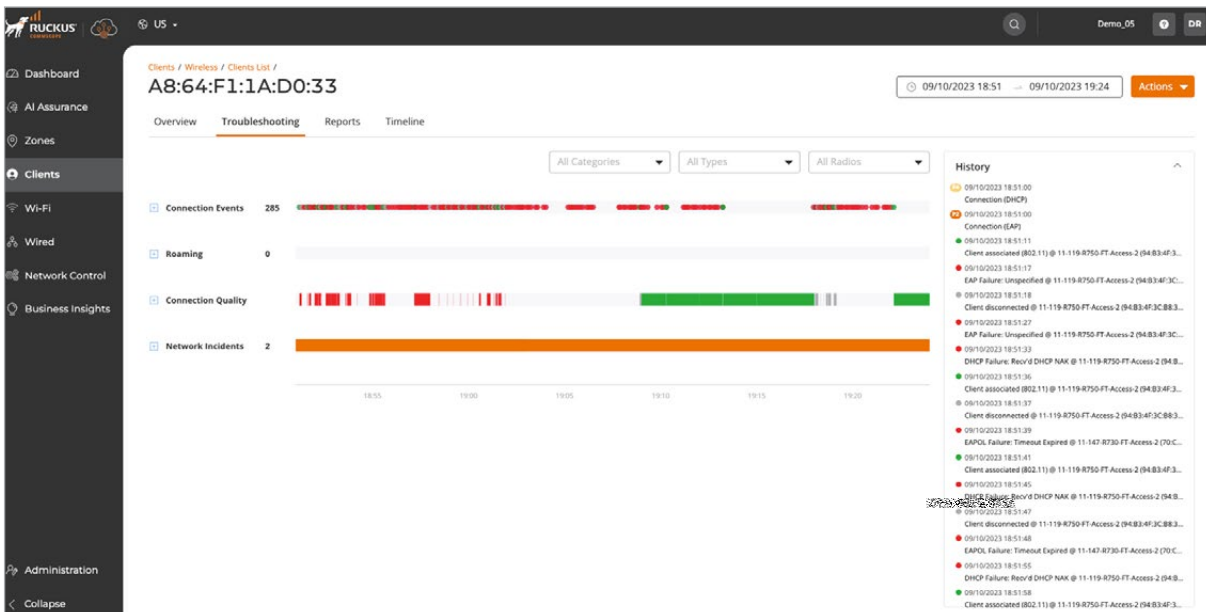 RUCKUS
COMMSCOPE
US
Demo_05
?
DR
Dashboard
AI Assurance
Zones
Clients
Wi-Fi
Wired
Network Control
Business Insights
Administration
Collapse
Clients / Wireless / Clients List /
A8:64:F1:1A:D0:33
09/10/2023 18:51 → 09/10/2023 19:24
Actions
Overview Troubleshooting Reports Timeline
All Categories All Types All Radios
Connection Events 285
Roaming 0
Connection Quality
Network Incidents 2
18:55 19:00 19:05 19:10 19:15 19:20
History
09/10/2023 18:51:00
Connection (DHCP)
09/10/2023 18:51:00
Connection (EAP)
09/10/2023 18:51:11
Client associated (802.11) @ 11-119-R750-FT-Access-2 (94:B3:4F:3...
09/10/2023 18:51:17
EAP Failure: Unspecified @ 11-119-R750-FT-Access-2 (94:B3:4F:3C:...
09/10/2023 18:51:18
Client disconnected @ 11-119-R750-FT-Access-2 (94:B3:4F:3C:B8:3...
09/10/2023 18:51:27
EAP Failure: Unspecified @ 11-119-R750-FT-Access-2 (94:B3:4F:3C:...
09/10/2023 18:51:33
DHCP Failure: Recv'd DHCP NAK @ 11-119-R750-FT-Access-2 (94:B...
09/10/2023 18:51:36
Client associated (802.11) @ 11-119-R750-FT-Access-2 (94:B3:4F:3...
09/10/2023 18:51:37
Client disconnected @ 11-119-R750-FT-Access-2 (94:B3:4F:3C:B8:3...
09/10/2023 18:51:39
EAPOL Failure: Timeout Expired @ 11-147-R730-FT-Access-2 (70:C...
09/10/2023 18:51:41
Client associated (802.11) @ 11-119-R750-FT-Access-2 (94:B3:4F:3...
09/10/2023 18:51:45
DHCP Failure: Recv'd DHCP NAK @ 11-119-R750-FT-Access-2 (94:B...
09/10/2023 18:51:47
Client disconnected @ 11-119-R750-FT-Access-2 (94:B3:4F:3C:B8:3...
09/10/2023 18:51:48
EAPOL Failure: Timeout Expired @ 11-147-R730-FT-Access-2 (70:C...
09/10/2023 18:51:55
DHCP Failure: Recv'd DHCP NAK @ 11-119-R750-FT-Access-2 (94:B...
09/10/2023 18:51:58
Client associated (802.11) @ 11-119-R750-FT-Access-2 (94:B3:4F:3...